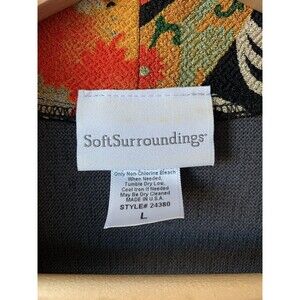 SoftSurroundings
Only Non-Chlorine Bleach
When Needed,
Tumble Dry Low,
Cool Iron if Needed
May Be Dry Cleaned
MADE IN U.S.A.
STYLE# 24380
L